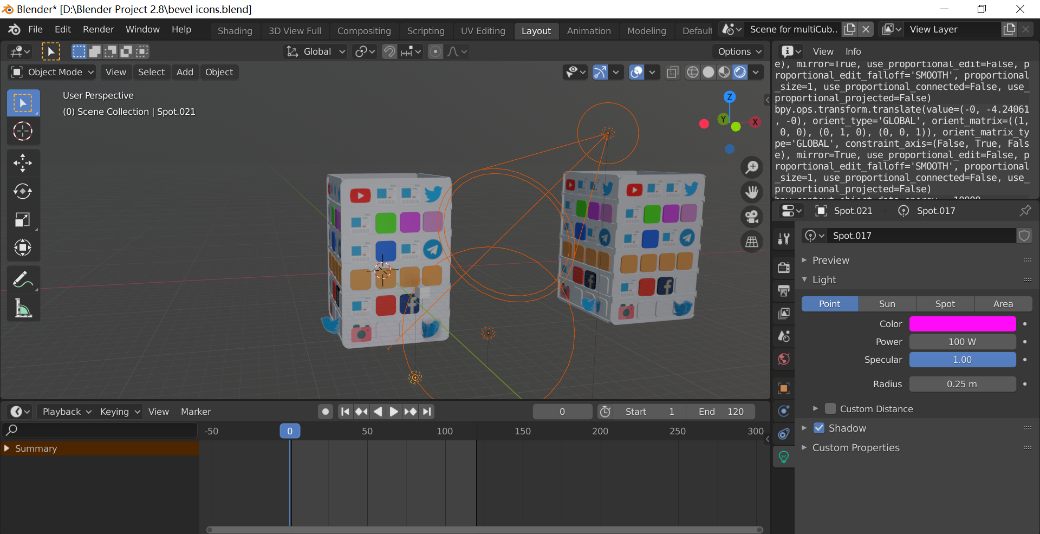 Blender* [D:\Blender Project 2.8\bevel icons.blend]
File Edit Render Window Help Shading 3D View Full Compositing Scripting UV Editing Layout Animation Modeling Default Scene for multiCub.. View Layer
Global Options View Info
Object Mode View Select Add Object
User Perspective
(0) Scene Collection | Spot.021
Z
Y
X
e), mirror=True, use_proportional_edit=False, p
roportional_edit_falloff='SMOOTH', proportional
_size=1, use_proportional_connected=False, use_
proportional_projected=False)
bpy.ops.transform.translate(value=(-0, -4.24061
, -0), orient_type='GLOBAL', orient_matrix=((1,
0, 0), (0, 1, 0), (0, 0, 1)), orient_matrix_ty
pe='GLOBAL', constraint_axis=(False, True, Fals
e), mirror=True, use_proportional_edit=False, p
roportional_edit_falloff='SMOOTH', proportional
_size=1, use_proportional_connected=False, use_
proportional_projected=False)
Spot.021 Spot.017
Spot.017
Preview
Light
Point Sun Spot Area
Color
Power 100 W
Specular 1.00
Radius 0.25 m
Custom Distance
Shadow
Custom Properties
Playback Keying View Marker 0 Start 1 End 120
-50 0 50 100 150 200 250 300
Summary